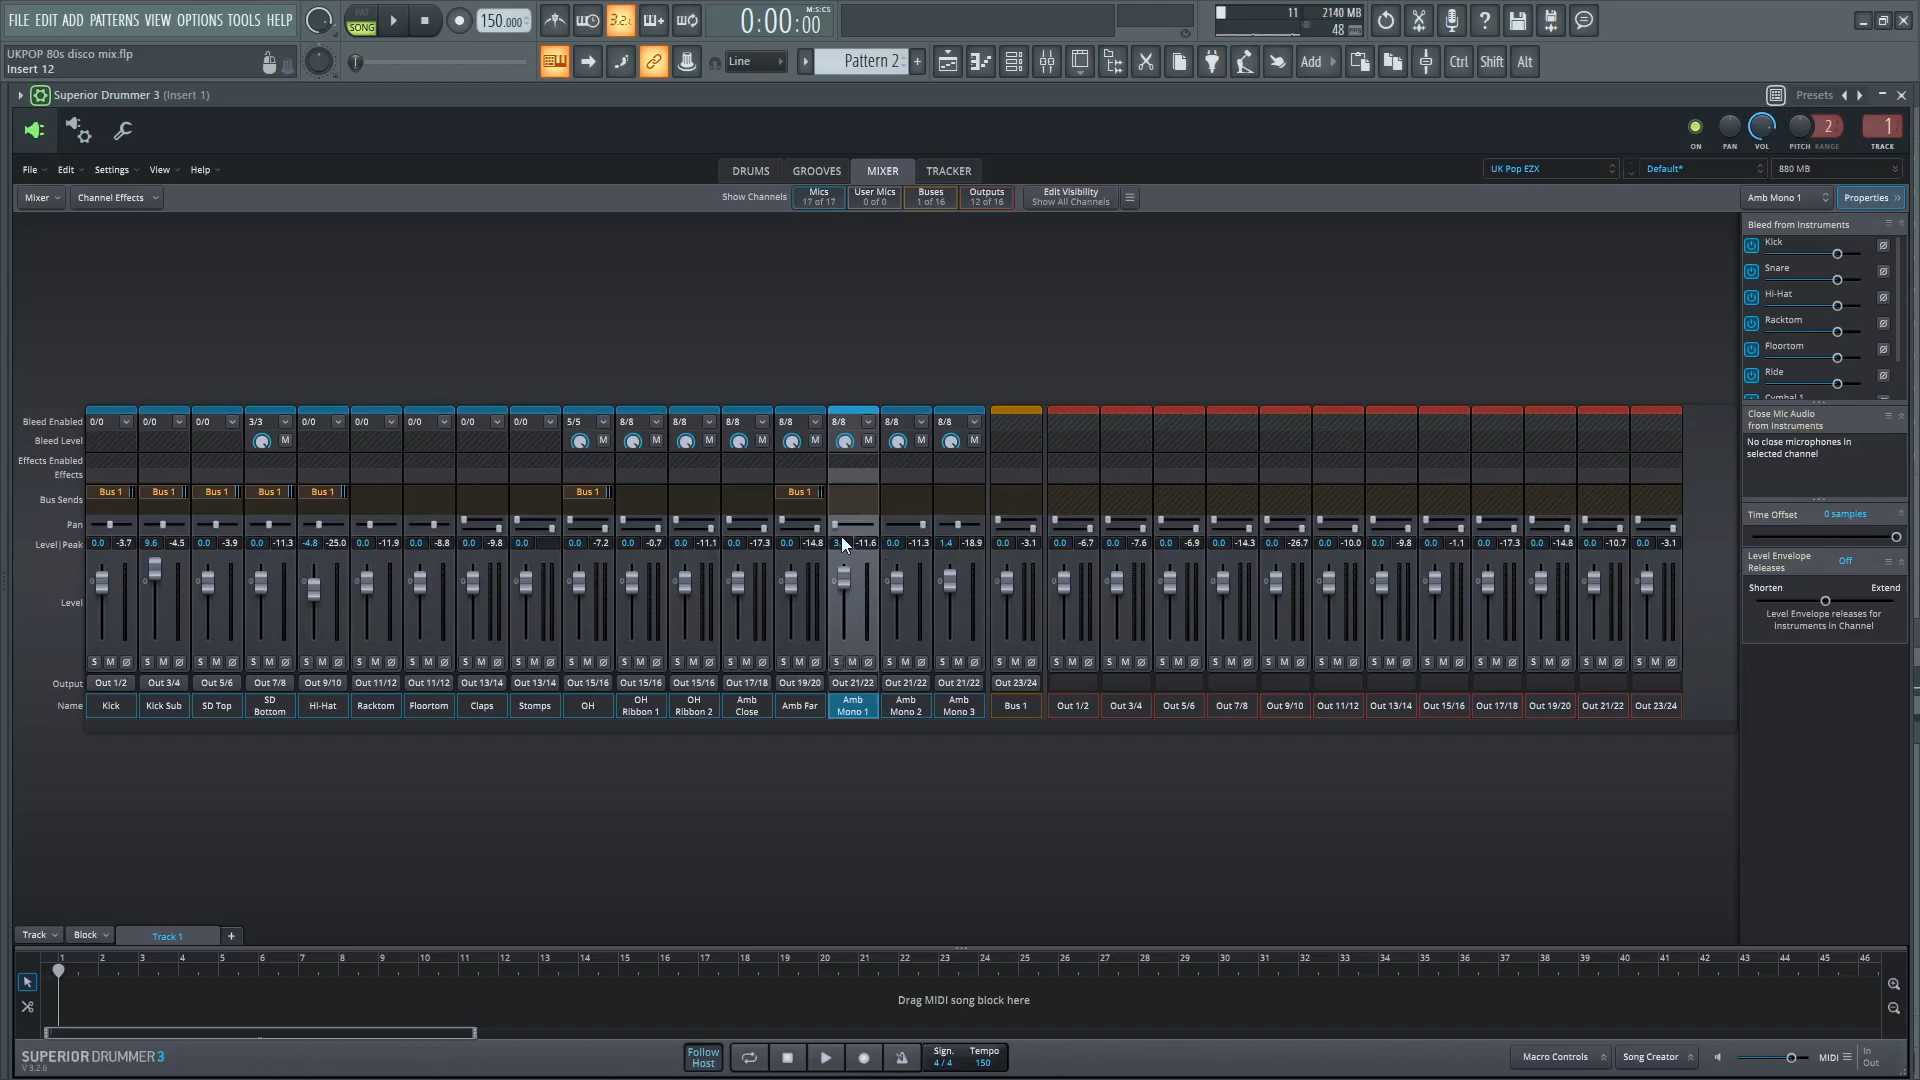 FILE EDIT ADD PATTERNS VIEW OPTIONS TOOLS HELP
PAT
SONG
150.000
3.2.
M:S:CS
0:00:00
11
2140 MB
48
UKPOP 80s disco mix.flp
Insert 12
Line
Pattern 2
Add
Ctrl
Shift
Alt
Superior Drummer 3 (Insert 1)
Presets
ON
PAN
VOL
PITCH
RANGE
2
1
TRACK
File
Edit
Settings
View
Help
DRUMS
GROOVES
MIXER
TRACKER
UK Pop EZX
Default*
880 MB
Mixer
Channel Effects
Show Channels
Mics
17 of 17
User Mics
0 of 0
Buses
1 of 16
Outputs
12 of 16
Edit Visibility
Show All Channels
Amb Mono 1
Properties
Bleed from Instruments
Kick
Snare
Hi-Hat
Racktom
Floortom
Ride
Cymbal 1
Close Mic Audio
from Instruments
No close microphones in
selected channel
Time Offset
0 samples
Level Envelope
Releases
Off
Shorten
Extend
Level Envelope releases for
instruments in Channel
Bleed Enabled 0/0 0/0 0/0 3/3 0/0 0/0 0/0 0/0 0/0 5/5 8/8 8/8 8/8 8/8 8/8 8/8 8/8
Bleed Level M M M M M M M M M
Effects Enabled
Effects
Bus Sends Bus 1 Bus 1 Bus 1 Bus 1 Bus 1 Bus 1 Bus 1
Pan
Level|Peak 0.0 -3.7 9.6 -4.5 0.0 -3.9 0.0 -11.3 -4.8 -25.0 0.0 -11.9 0.0 -8.8 0.0 -9.8 0.0 0.0 -7.2 0.0 -0.7 0.0 -11.1 0.0 -17.3 0.0 -14.8 -11.6 0.0 -11.3 1.4 -18.9 0.0 -3.1 0.0 -6.7 0.0 -7.6 0.0 -6.9 0.0 -14.3 0.0 -26.7 0.0 -10.0 0.0 -9.8 0.0 -1.1 0.0 -17.3 0.0 -14.8 0.0 -10.7 0.0 -3.1
Level
S M S M S M S M S M S M S M S M S M S M S M S M S M S M S M S M S M S M S M S M S M S M S M S M S M S M S M S M S M S M
Output Out 1/2 Out 3/4 Out 5/6 Out 7/8 Out 9/10 Out 11/12 Out 11/12 Out 13/14 Out 13/14 Out 15/16 Out 15/16 Out 15/16 Out 17/18 Out 19/20 Out 21/22 Out 21/22 Out 21/22 Out 23/24
Name Kick Kick Sub SD Top SD Bottom Hi-Hat Racktom Floortom Claps Stomps OH OH Ribbon 1 OH Ribbon 2 Amb Close Amb Far Amb Mono 1 Amb Mono 2 Amb Mono 3 Bus 1 Out 1/2 Out 3/4 Out 5/6 Out 7/8 Out 9/10 Out 11/12 Out 13/14 Out 15/16 Out 17/18 Out 19/20 Out 21/22 Out 23/24
Track
Block
Track 1
+
1 2 3 4 5 6 7 8 9 10 11 12 13 14 15 16 17 18 19 20 21 22 23 24 25 26 27 28 29 30 31 32 33 34 35 36 37 38 39 40 41 42 43 44 45 46
Drag MIDI song block here
SUPERIOR DRUMMER 3
V 3.2.6
Follow
Host
Sign.
4/4
Tempo
150
Macro Controls
Song Creator
MIDI
In
Out